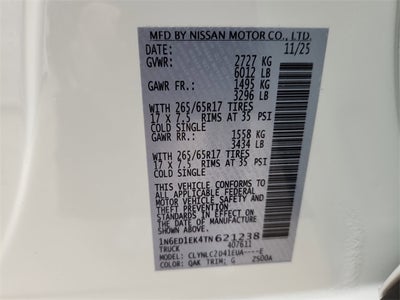 MFD BY NISSAN MOTOR CO., LTD.
DATE: 11/25
GVWR: 2727 KG
6012 LB
GAWR FR.: 1495 KG
3296 LB
WITH 265/65R17 TIRES
17 X 7.5 RIMS AT 35 PSI
COLD SINGLE
GAWR RR.: 1558 KG
3434 LB
WITH 265/65R17 TIRES
17 X 7.5 RIMS AT 35 PSI
COLD SINGLE
THIS VEHICLE CONFORMS TO
ALL APPLICABLE FEDERAL
MOTOR VEHICLE SAFETY
STANDARDS IN EFFECT ON
THE DATE OF MANUFACTURE
SHOWN ABOVE.
1N6ED1EK4TN621238
TRUCK 407611
MODEL: CLYNLCZD41EUA----E
COLOR: QAK TRIM: G 2S00A